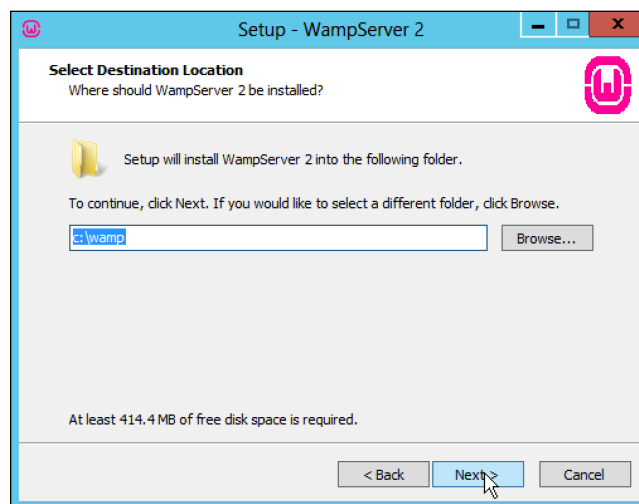 Setup - WampServer 2
Select Destination Location
Where should WampServer 2 be installed?
Setup will install WampServer 2 into the following folder.
To continue, click Next. If you would like to select a different folder, click Browse.
c:\wamp
Browse...
At least 414.4 MB of free disk space is required.
< Back
Next >
Cancel